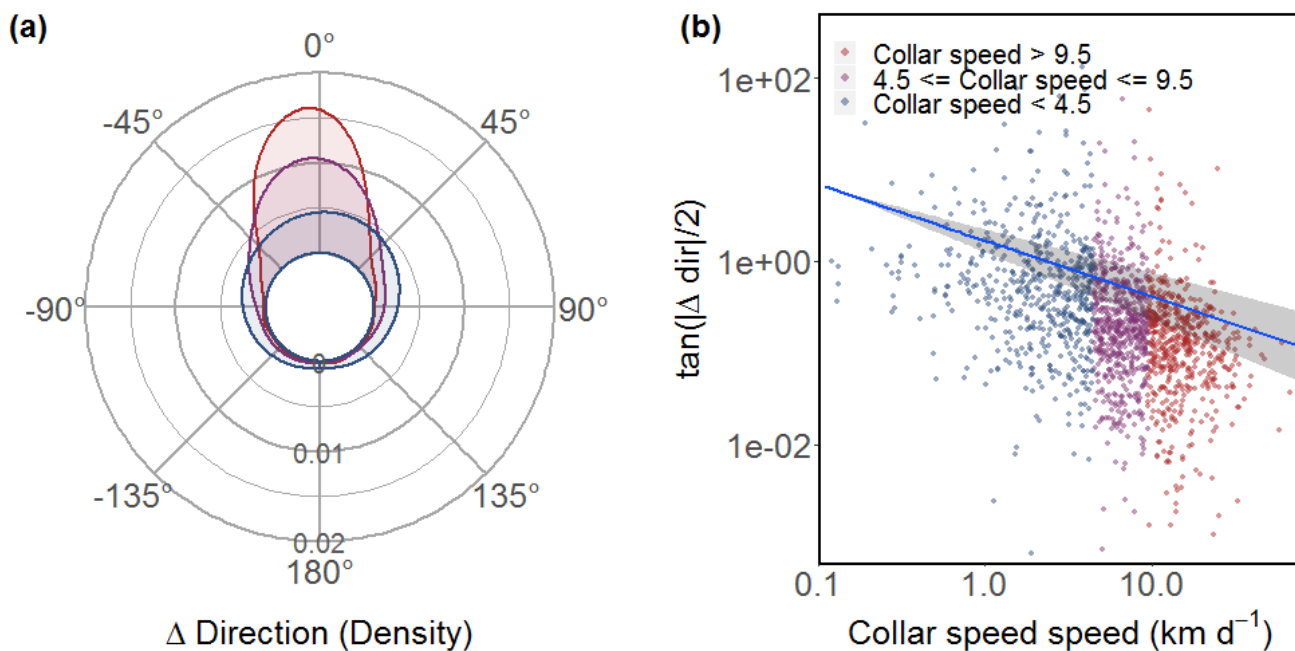 (a)
0°
-45°
45°
-90°
90°
0
0.01
-135°
135°
0.02
180°
Δ Direction (Density)
(b)
Collar speed > 9.5
4.5 <= Collar speed <= 9.5
Collar speed < 4.5
1e+02
1e+00
1e-02
tan(|Δ dir|/2)
0.1
1.0
10.0
Collar speed speed (km d⁻¹)